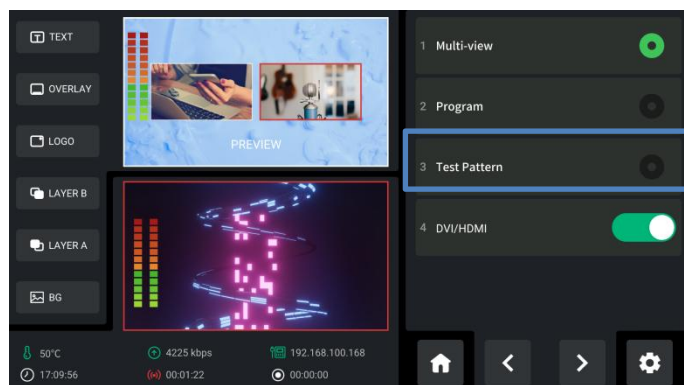 TEXT
OVERLAY
LOGO
LAYER B
LAYER A
BG
PREVIEW
50°C
4225 kbps
192.168.100.168
17:09:56
00:01:22
00:00:00
1 Multi-view
2 Program
3 Test Pattern
4 DVI/HDMI